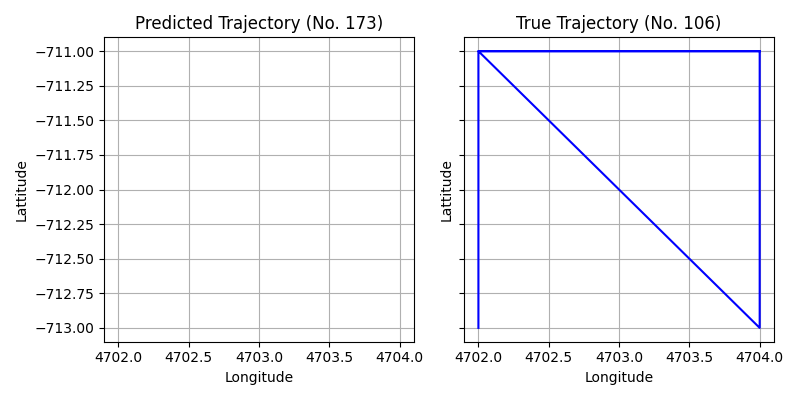 Predicted Trajectory (No. 173)
True Trajectory (No. 106)
−711.00
−711.25
−711.50
−711.75
−712.00
−712.25
−712.50
−712.75
−713.00
Lattitude
Lattitude
4702.0 4702.5 4703.0 4703.5 4704.0
4702.0 4702.5 4703.0 4703.5 4704.0
Longitude
Longitude